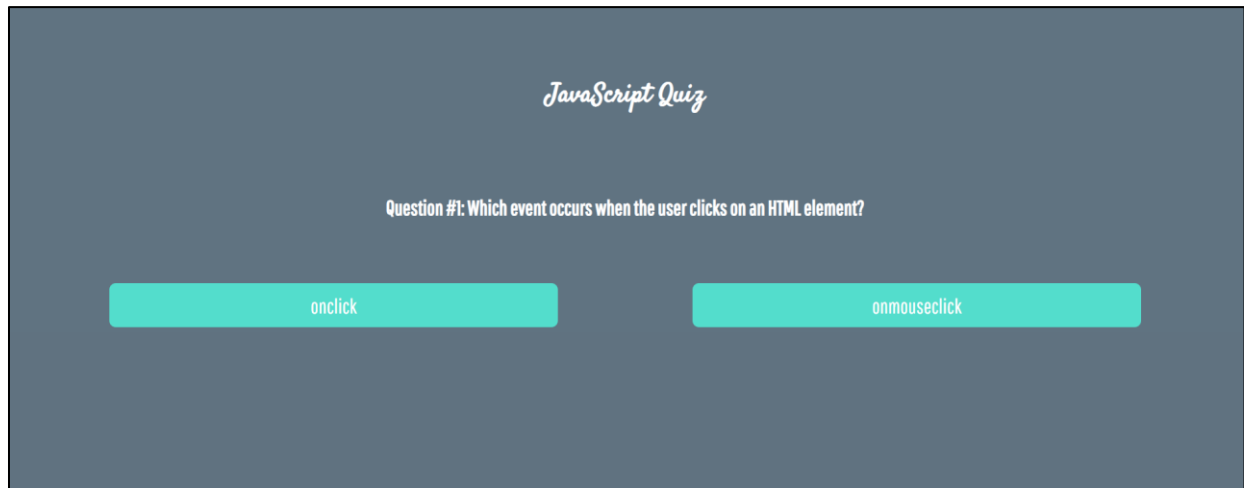 JavaScript Quiz
Question #1: Which event occurs when the user clicks on an HTML element?
onclick
onmouseclick